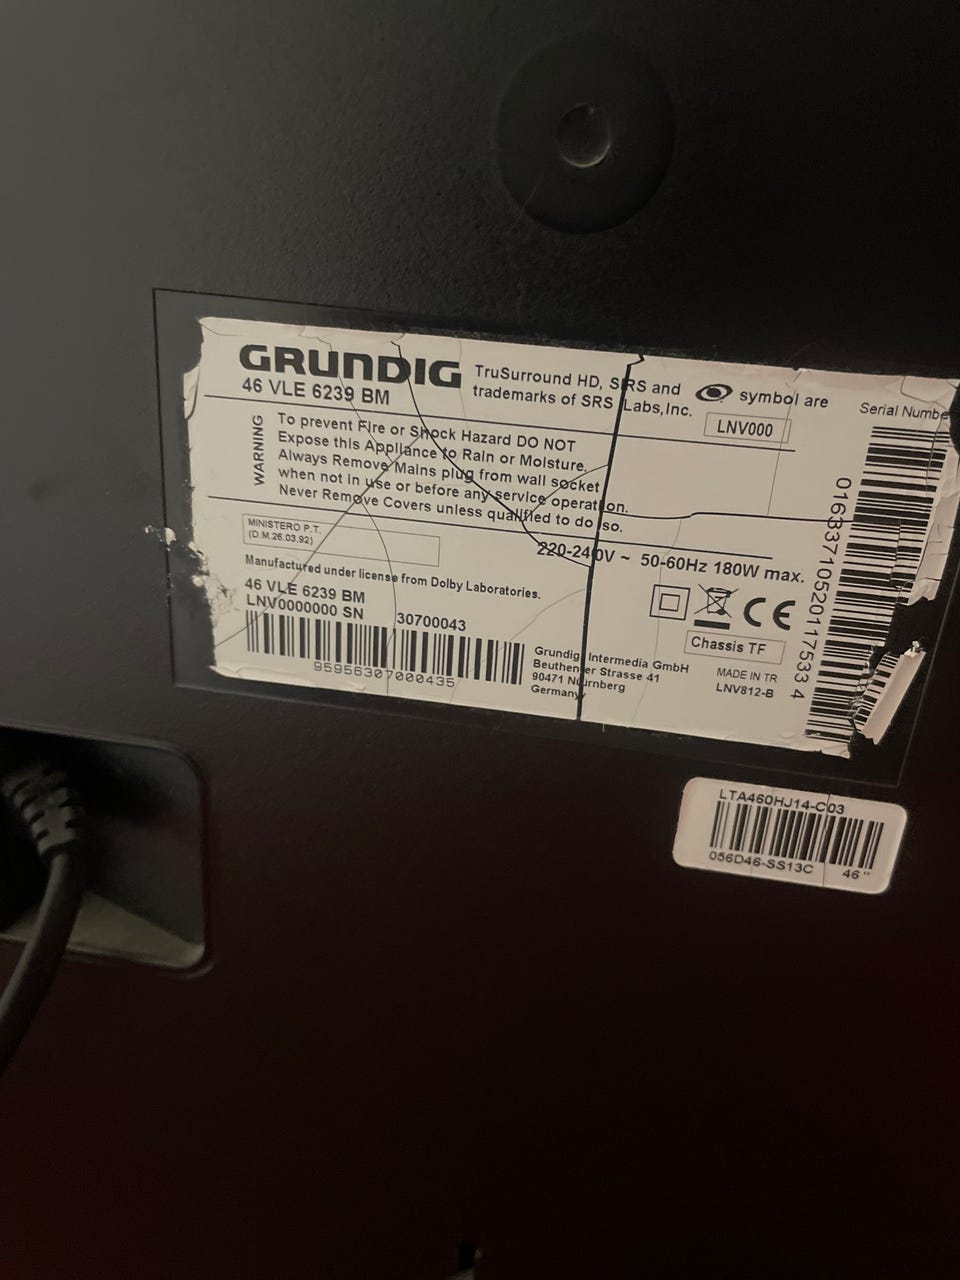 GRUNDIG
46 VLE 6239 BM
TruSurround HD, SRS and symbol are
trademarks of SRS Labs,Inc.
LNV000
Serial Numbe
WARNING
To prevent Fire or Shock Hazard DO NOT
Expose this Appliance to Rain or Moisture.
Always Remove Mains plug from wall socket
when not in use or before any service operation.
Never Remove Covers unless qualified to do so.
MINISTERO P.T.
(D.M.26.03.92)
220-240V ~ 50-60Hz 180W max.
Manufactured under license from Dolby Laboratories.
46 VLE 6239 BM
LNV0000000 SN 30700043
959563070000435
CE
Chassis TF
Grundig Intermedia GmbH
Beuthener Strasse 41
90471 Nürnberg
Germany
MADE IN TR
LNV812-B
LTA460HJ14-C03
056D46-SS13C 46"